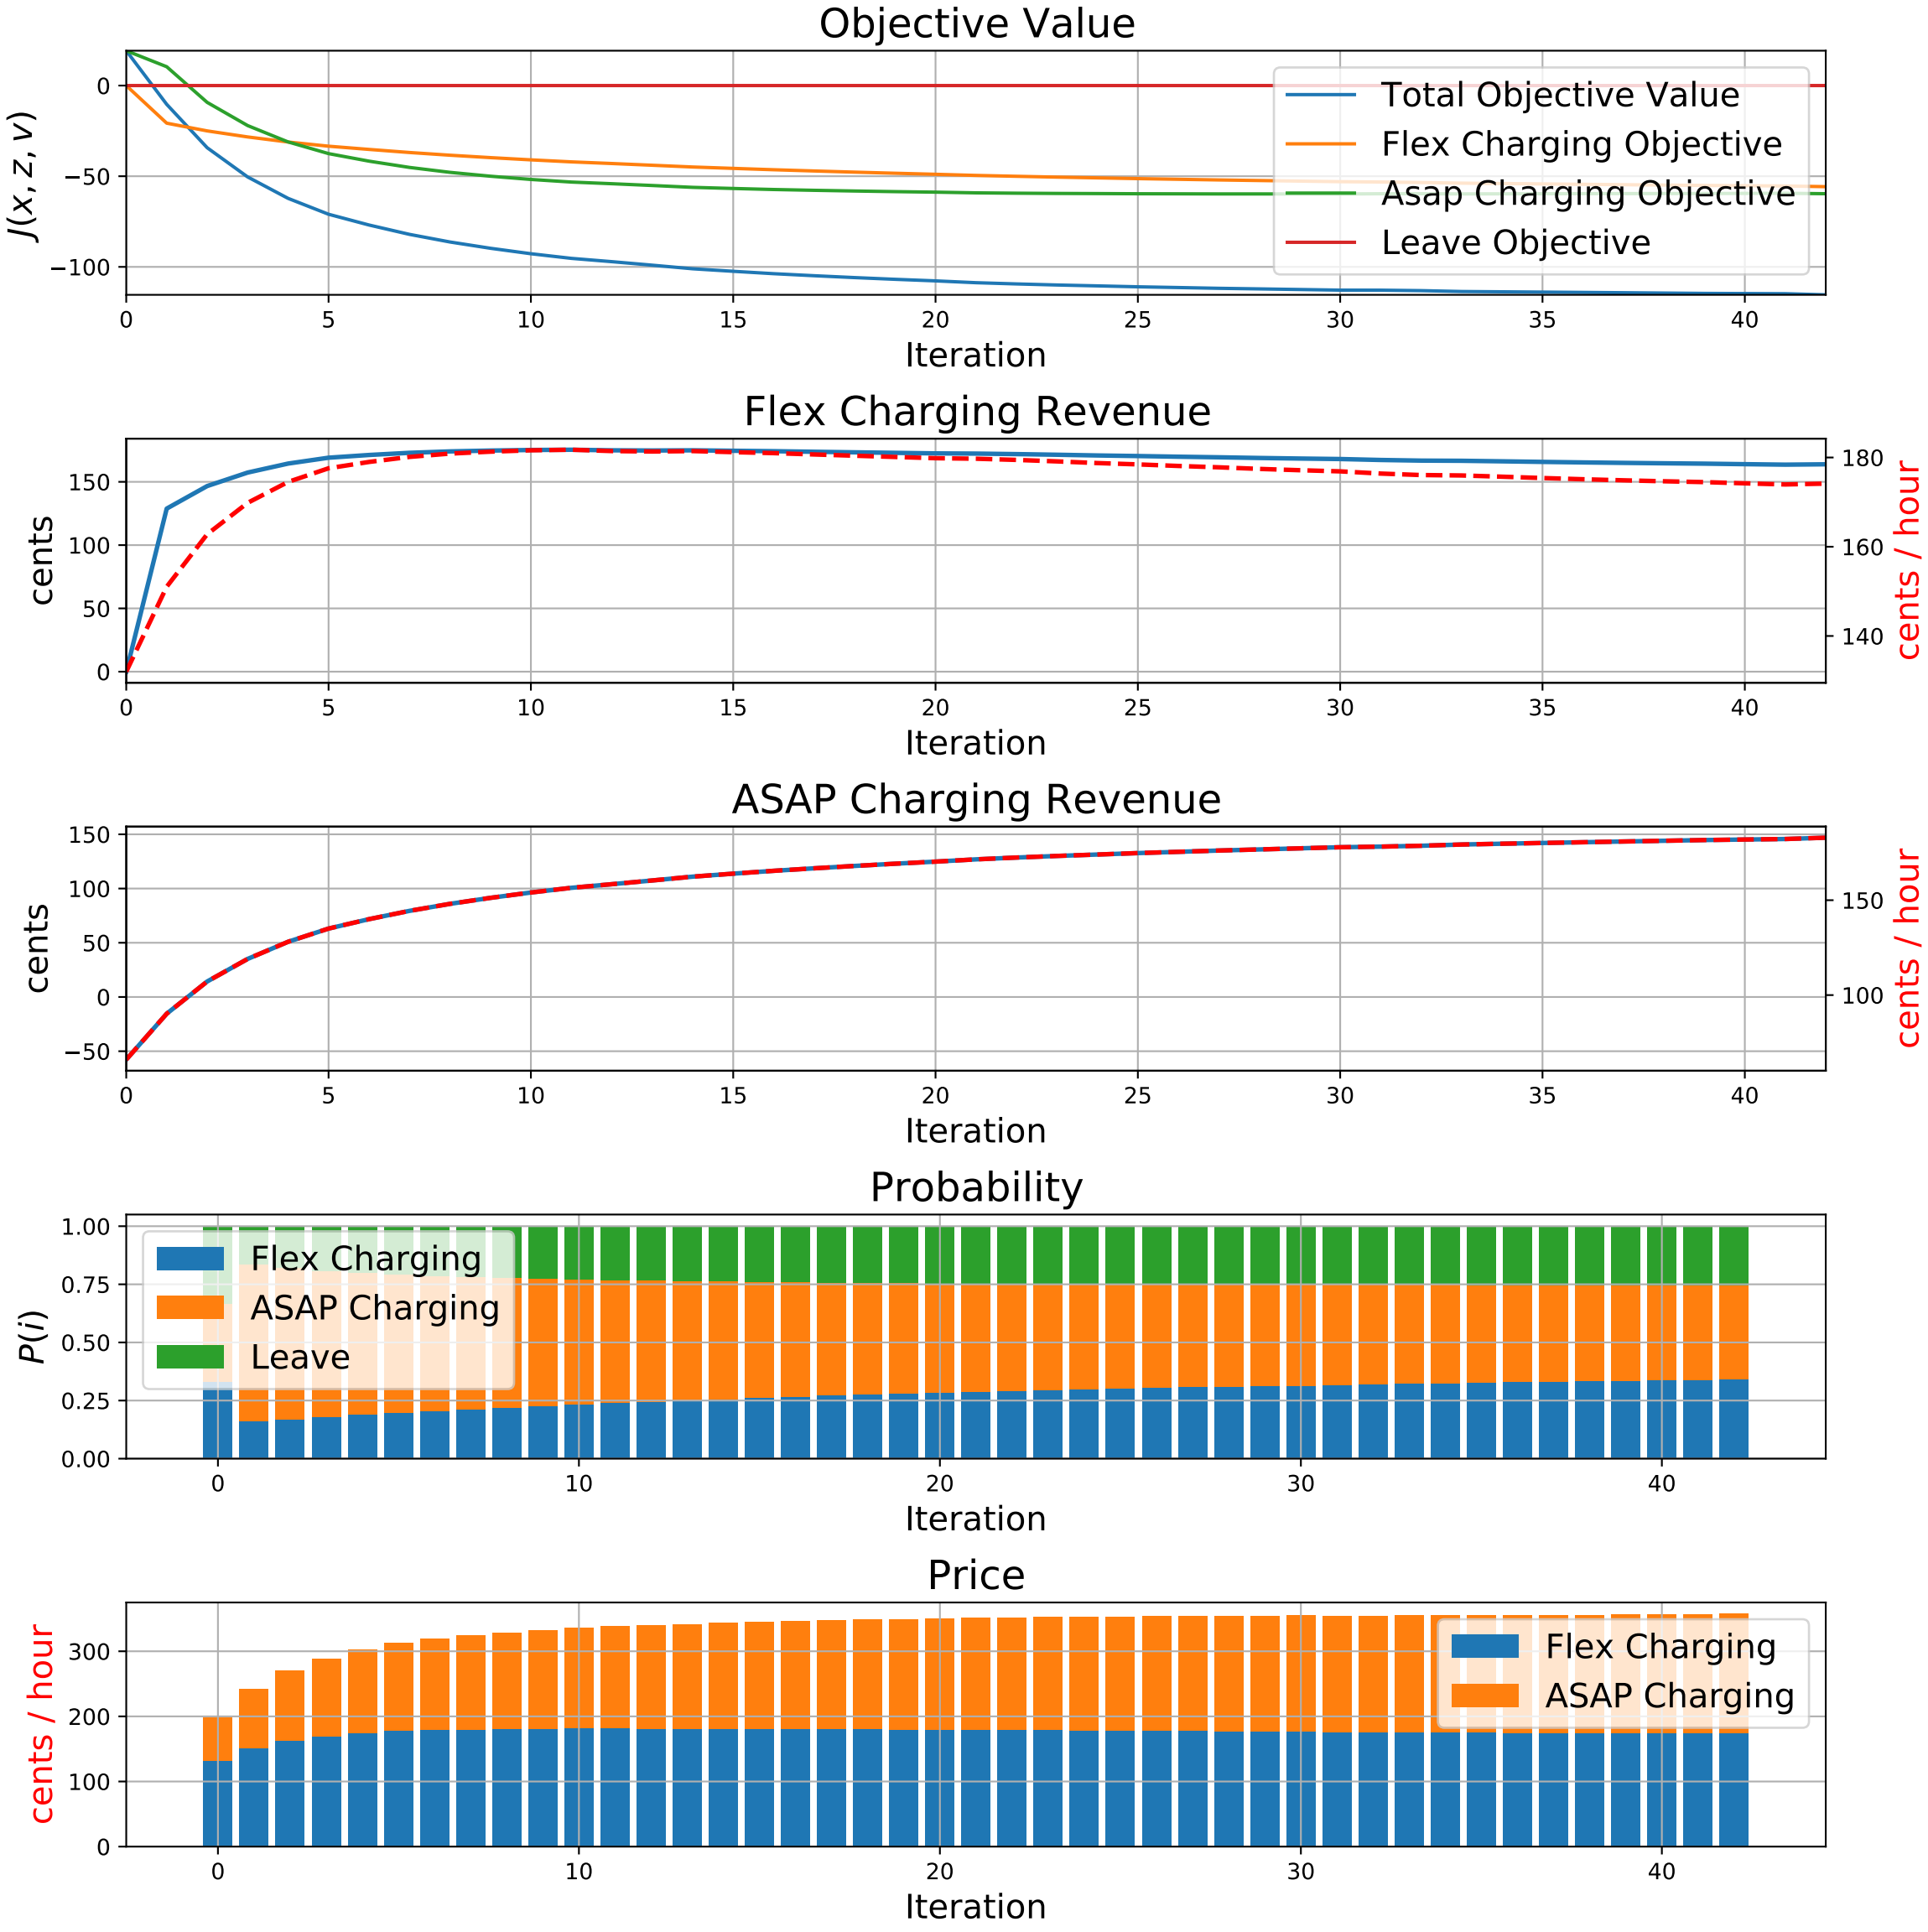 Objective Value
J(x, z, v)
0
−50
−100
Total Objective Value
Flex Charging Objective
Asap Charging Objective
Leave Objective
0 5 10 15 20 25 30 35 40
Iteration
Flex Charging Revenue
cents
150
100
50
0
180
160
140
cents / hour
0 5 10 15 20 25 30 35 40
Iteration
ASAP Charging Revenue
cents
150
100
50
0
−50
150
100
cents / hour
0 5 10 15 20 25 30 35 40
Iteration
Probability
P(i)
1.00
0.75
0.50
0.25
0.00
Flex Charging
ASAP Charging
Leave
0 10 20 30 40
Iteration
Price
cents / hour
300
200
100
0
Flex Charging
ASAP Charging
0 10 20 30 40
Iteration